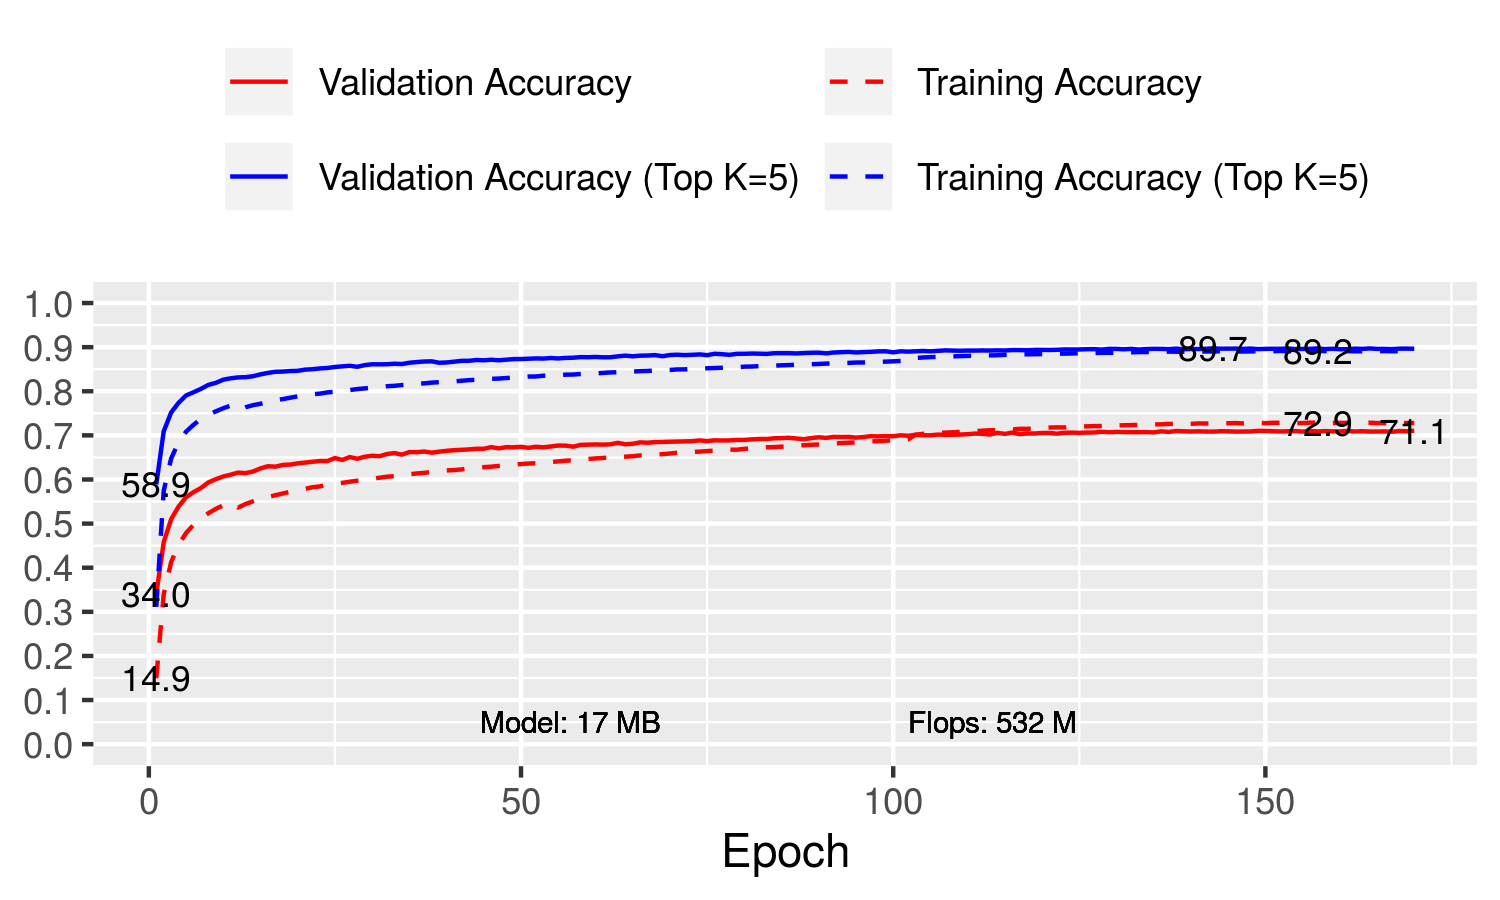 Validation Accuracy Training Accuracy
Validation Accuracy (Top K=5) Training Accuracy (Top K=5)
1.0
0.9 89.7 89.2
0.8
0.7 72.9 71.1
0.6 58.9
0.5
0.4
0.3 34.0
0.2 14.9
0.1 Model: 17 MB Flops: 532 M
0.0
0 50 100 150
Epoch